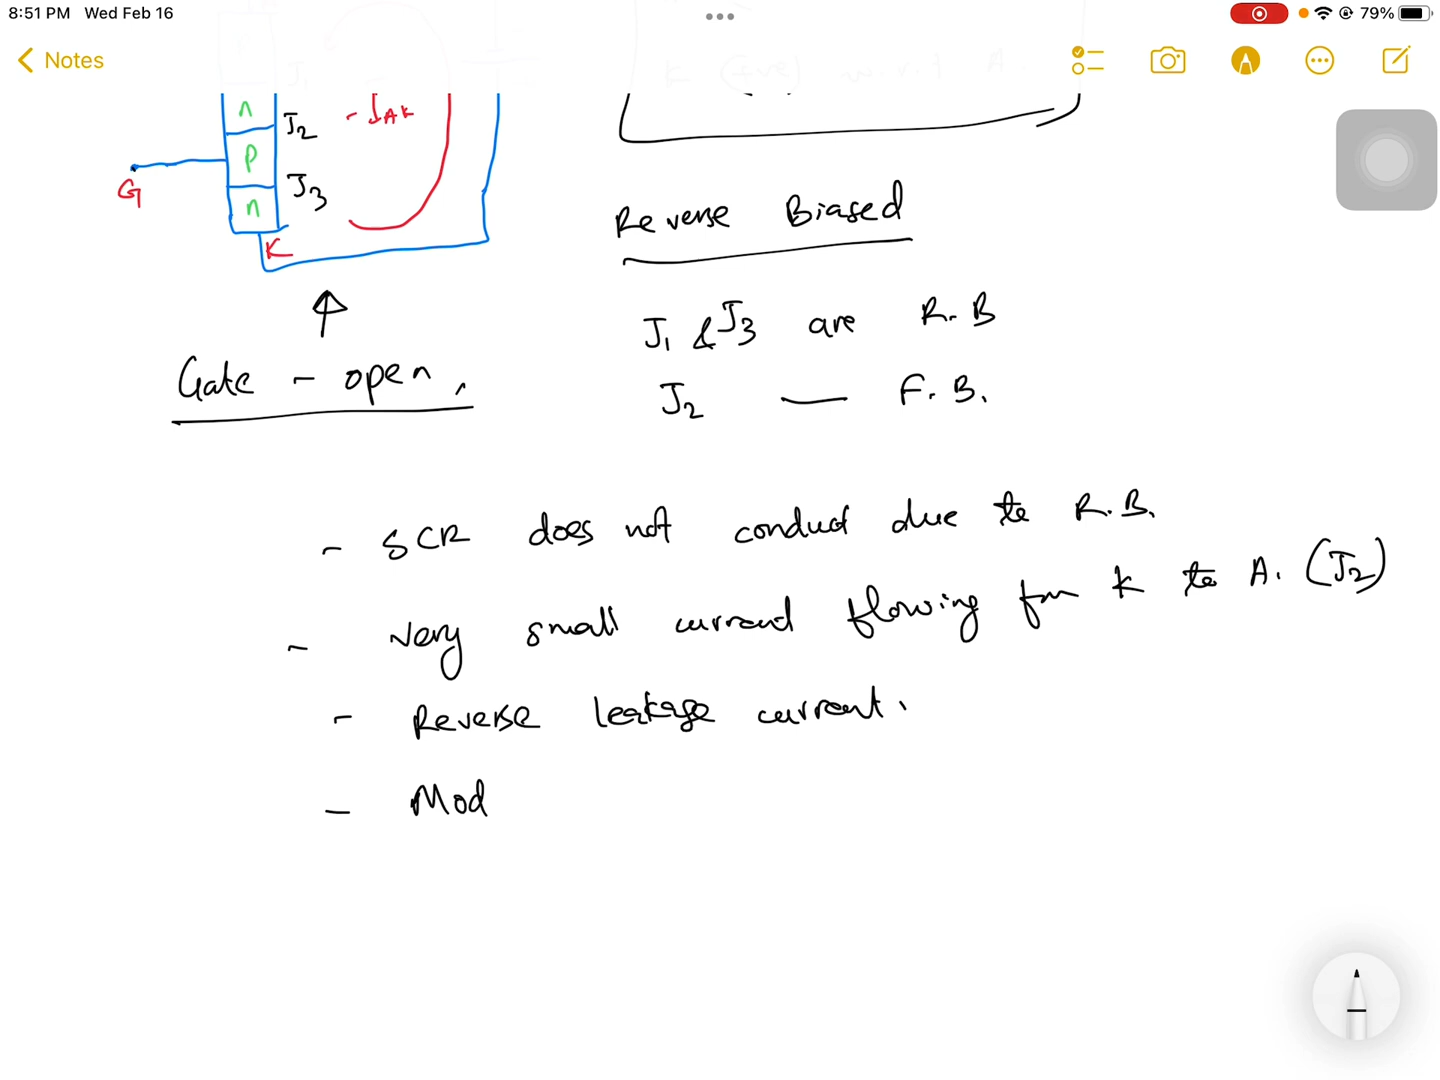 8:51 PM Wed Feb 16
79%
Notes
K (+ve) w.r.t A
n
J2
- IAK
p
G
J3
n
K
Reverse Biased
J1 & J3 are R.B
Gate - open.
J2 — F.B.
- SCR does not conduct due to R.B.
- very small current flowing from K to A. (J2)
- Reverse leakage current.
- Mod